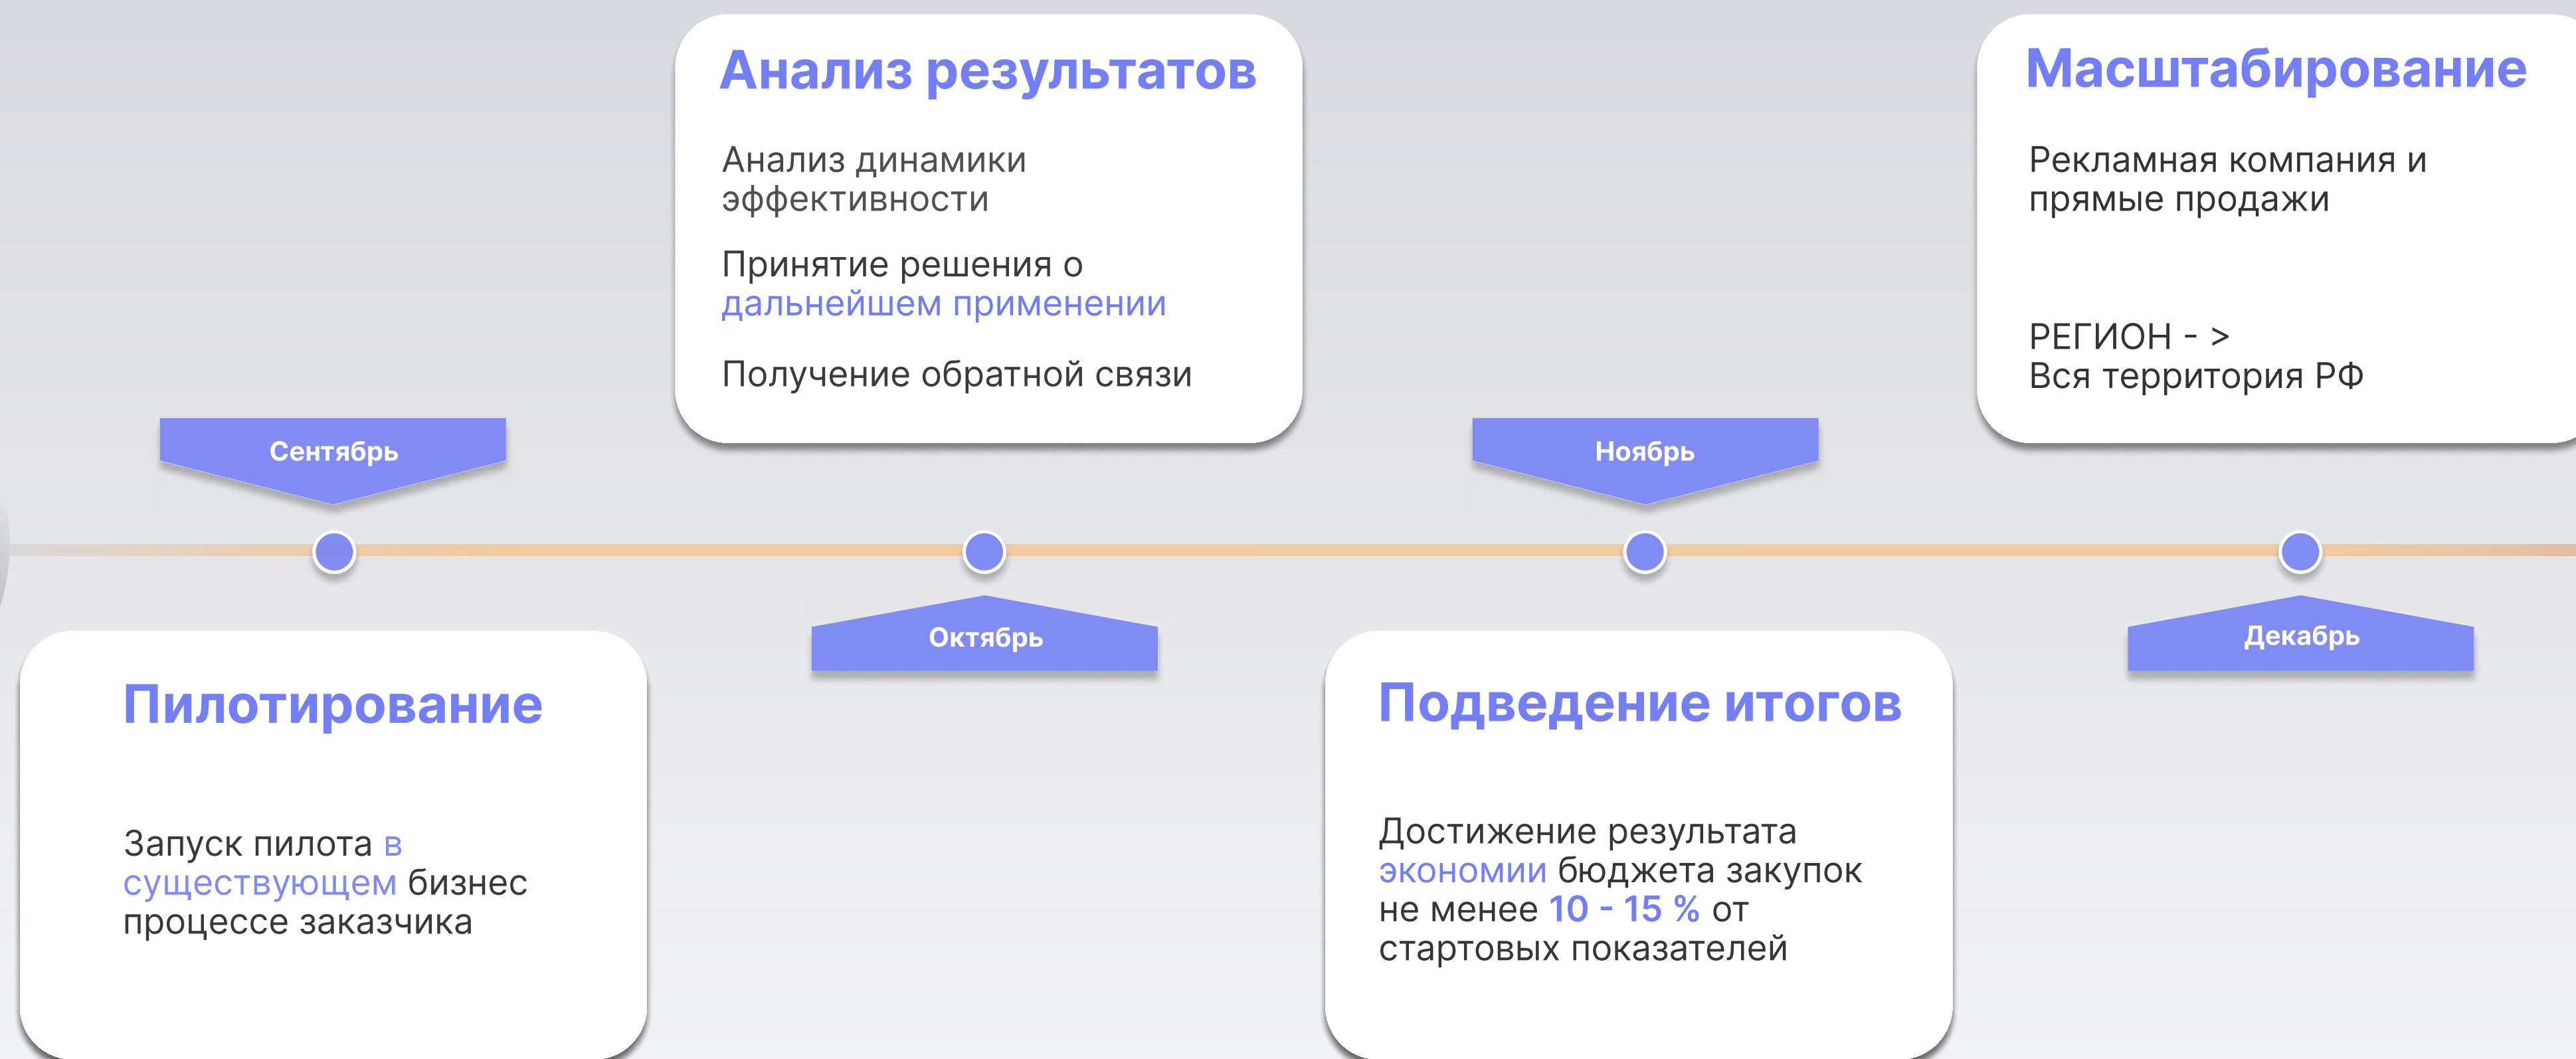 Анализ результатов
Анализ динамики
эффективности
Принятие решения о
дальнейшем применении
Получение обратной связи
Масштабирование
Рекламная компания и
прямые продажи
РЕГИОН - >
Вся территория РФ
Сентябрь
Ноябрь
Октябрь
Декабрь
Пилотирование
Запуск пилота в
существующем бизнес
процессе заказчика
Подведение итогов
Достижение результата
экономии бюджета закупок
не менее 10 - 15 % от
стартовых показателей